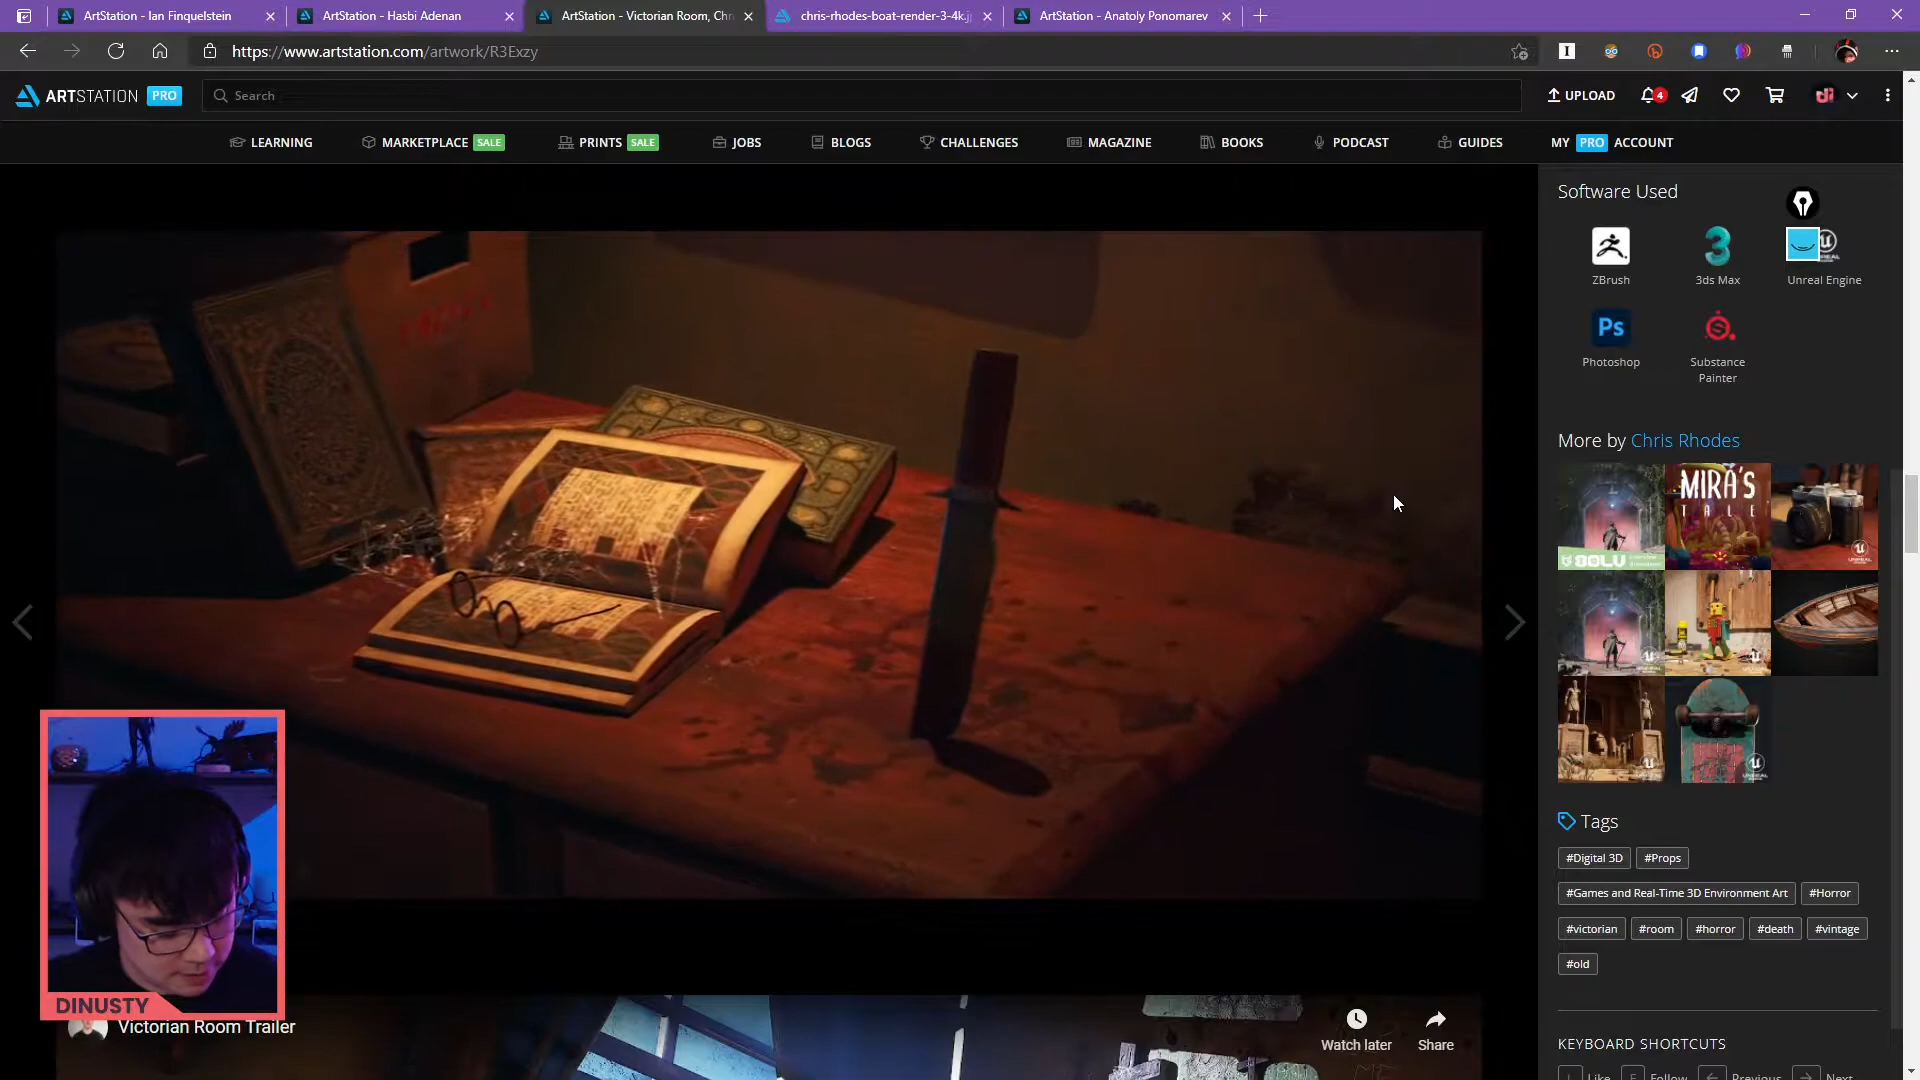 ArtStation - Ian Finquelstein
ArtStation - Hasbi Adenan
ArtStation - Victorian Room, Chr
chris-rhodes-boat-render-3-4k.j
ArtStation - Anatoly Ponomarev
https://www.artstation.com/artwork/R3Exzy
ARTSTATION PRO
Search
UPLOAD
4
LEARNING
MARKETPLACE SALE
PRINTS SALE
JOBS
BLOGS
CHALLENGES
MAGAZINE
BOOKS
PODCAST
GUIDES
MY PRO ACCOUNT
Software Used
ZBrush
3
3ds Max
Unreal Engine
Ps
Photoshop
Substance
Painter
More by Chris Rhodes
MIRA'S
TALE
Tags
#Digital 3D
#Props
#Games and Real-Time 3D Environment Art
#Horror
#victorian
#room
#horror
#death
#vintage
#old
KEYBOARD SHORTCUTS
Like
Follow
Previous
Next
DINUSTY
Victorian Room Trailer
Watch later
Share